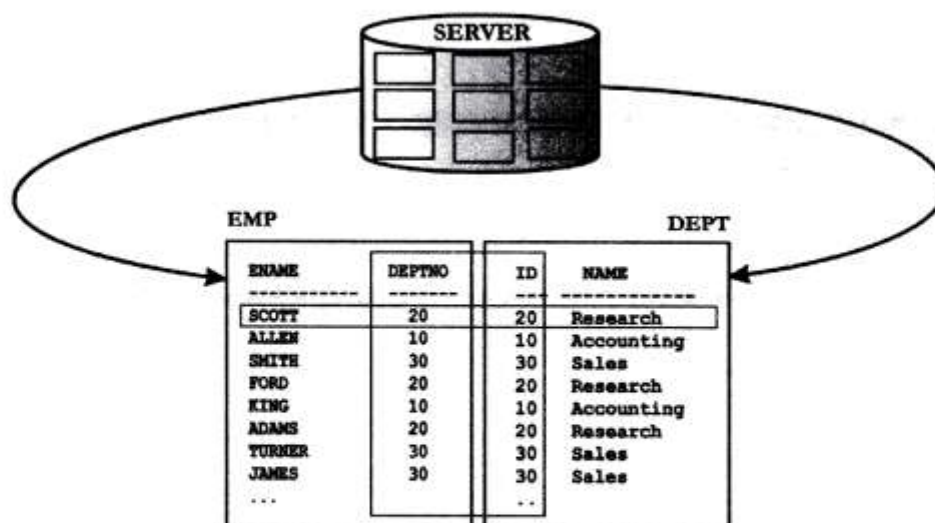 SERVER
EMP DEPT
ENAME DEPTNO ID NAME
------------ ------- --- --------------
SCOTT 20 20 Research
ALLEN 10 10 Accounting
SMITH 30 30 Sales
FORD 20 20 Research
KING 10 10 Accounting
ADAMS 20 20 Research
TURNER 30 30 Sales
JAMES 30 30 Sales
... ..